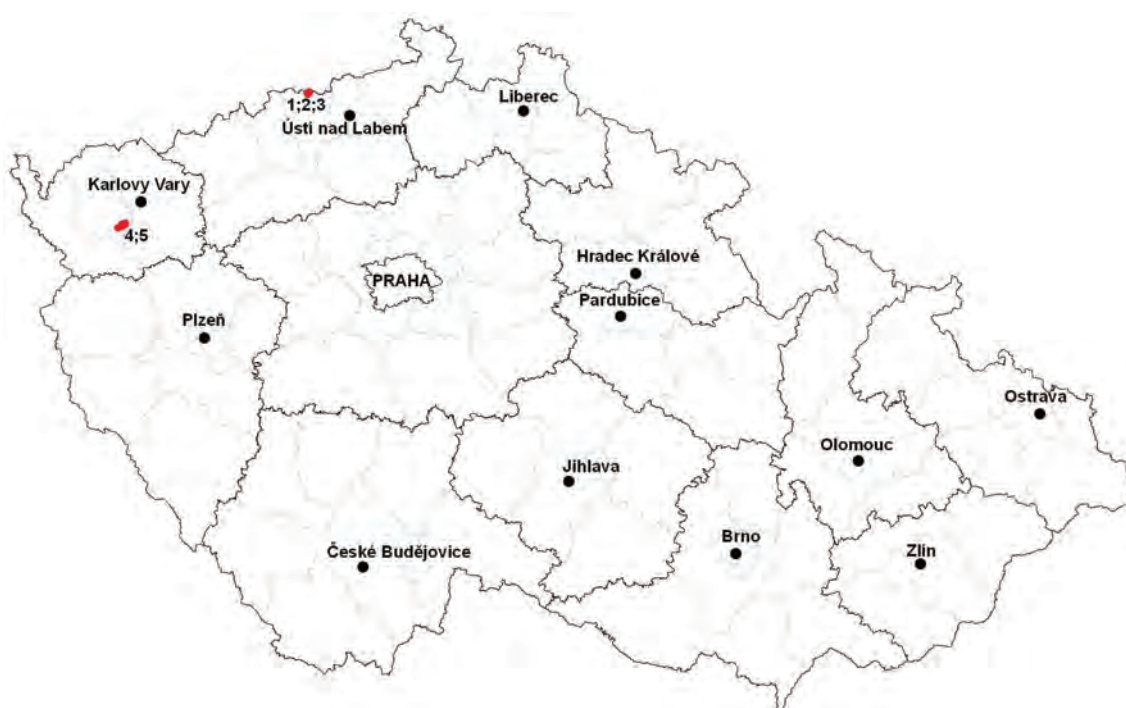 Liberec
1;2;3
Ústi nad Labem
Karlovy Vary
4;5
Hradec Králové
PRAHA
Pardubice
Plzeň
Ostrava
Olomouc
Jihlava
Brno
České Budějovice
Zlín